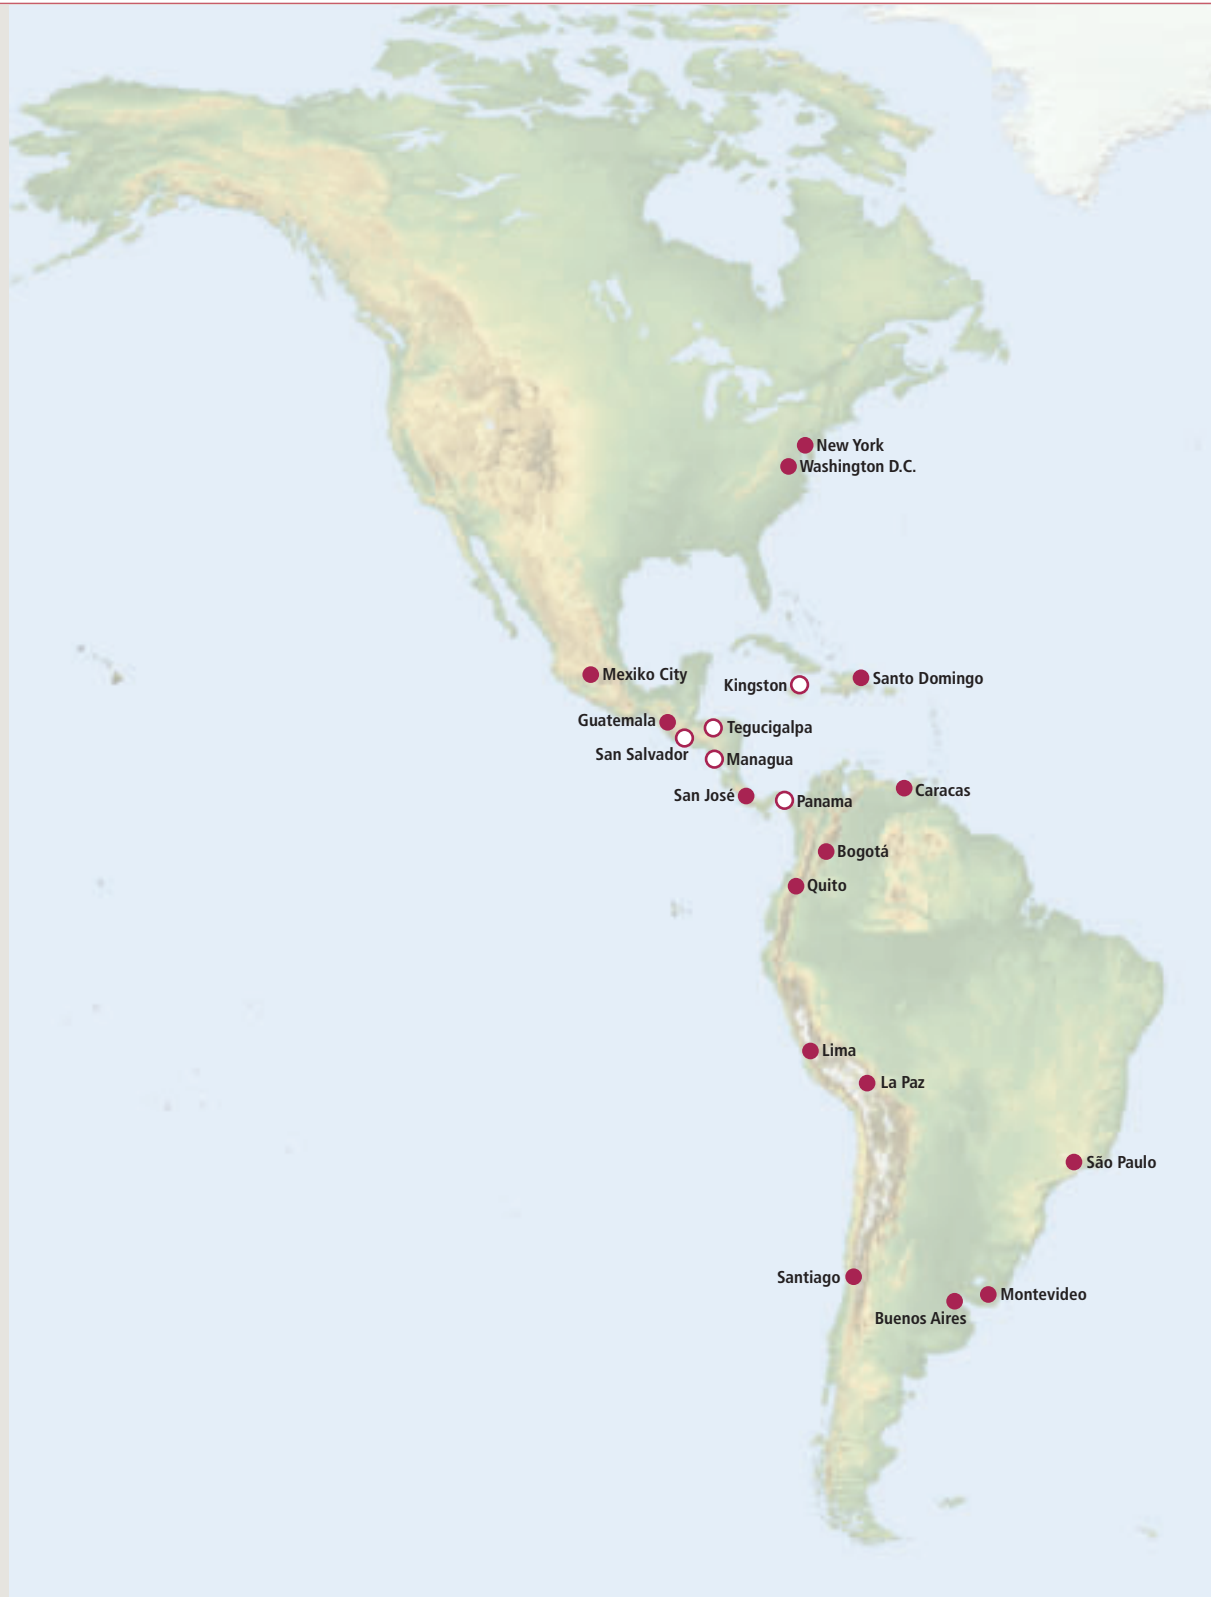 New York
Washington D.C.
Mexiko City
Kingston
Santo Domingo
Guatemala
Tegucigalpa
San Salvador
Managua
San José
Panama
Caracas
Bogotá
Quito
Lima
La Paz
São Paulo
Santiago
Montevideo
Buenos Aires